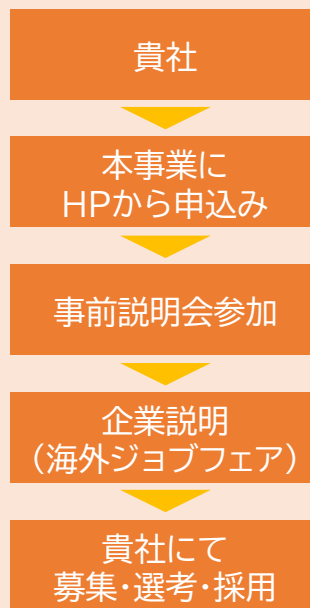 貴社
本事業に
HPから申込み
事前説明会参加
企業説明
（海外ジョブフェア）
貴社にて
募集・選考・採用